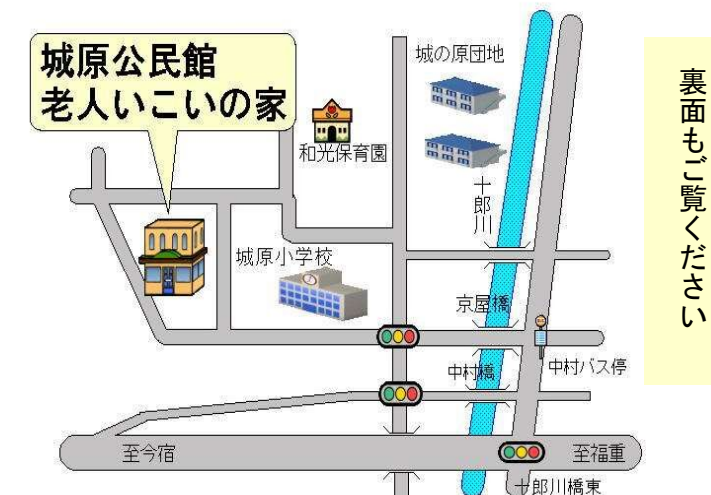 城原公民館
老人いこいの家
城の原団地
和光保育園
十郎川
城原小学校
京屋橋
中村橋
中村バス停
至今宿
至福重
十郎川橋東
裏面もご覧ください